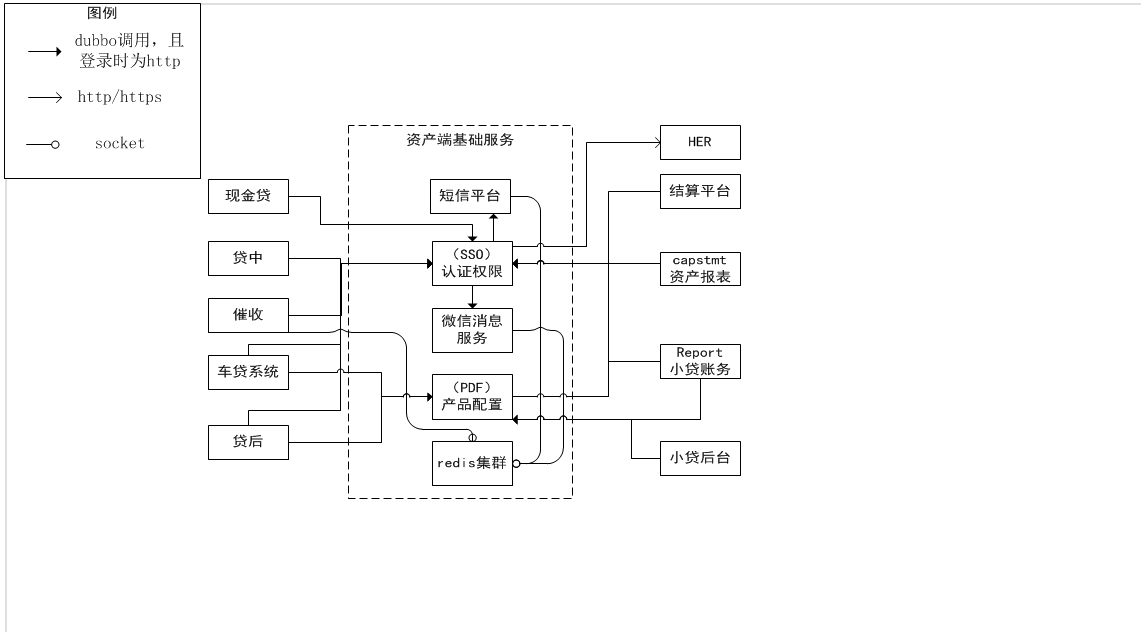 图例
dubbo调用，且
登录时为http
http/https
socket
资产端基础服务
HER
现金贷
短信平台
结算平台
贷中
（SSO）
认证权限
capstmt
资产报表
催收
微信消息
服务
车贷系统
Report
小贷账务
（PDF）
产品配置
贷后
redis集群
小贷后台